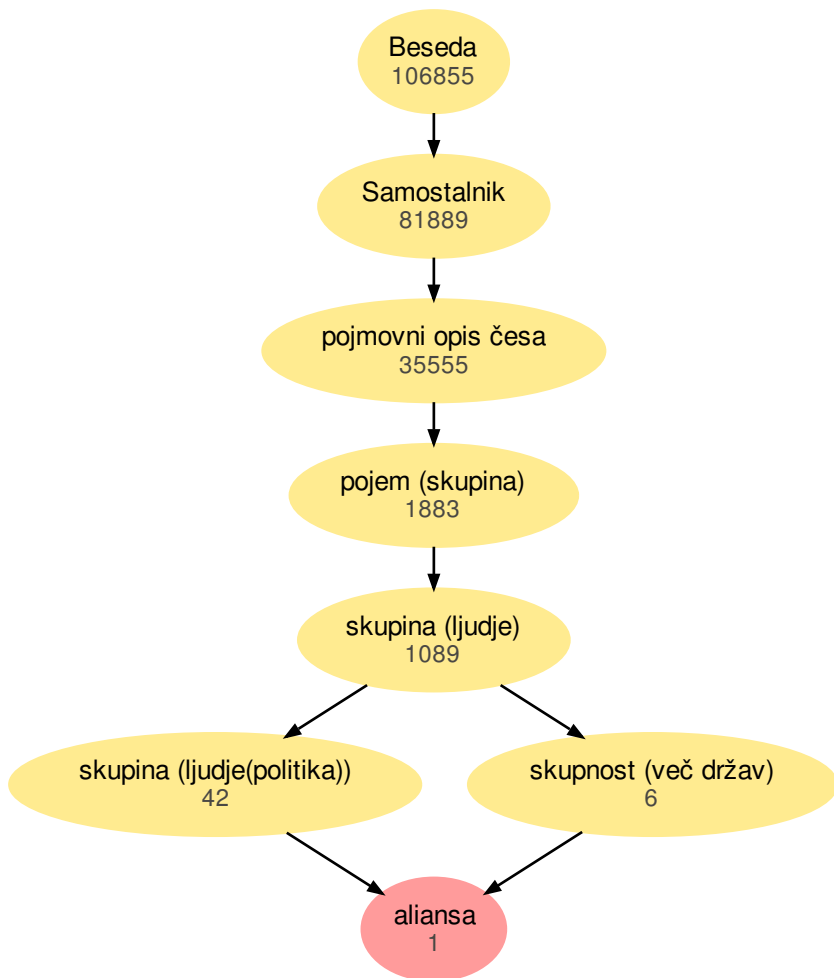 Beseda
106855
Samostalnik
81889
pojmovni opis česa
35555
pojem (skupina)
1883
skupina (ljudje)
1089
skupina (ljudje(politika))
42
skupnost (več držav)
6
aliansa
1